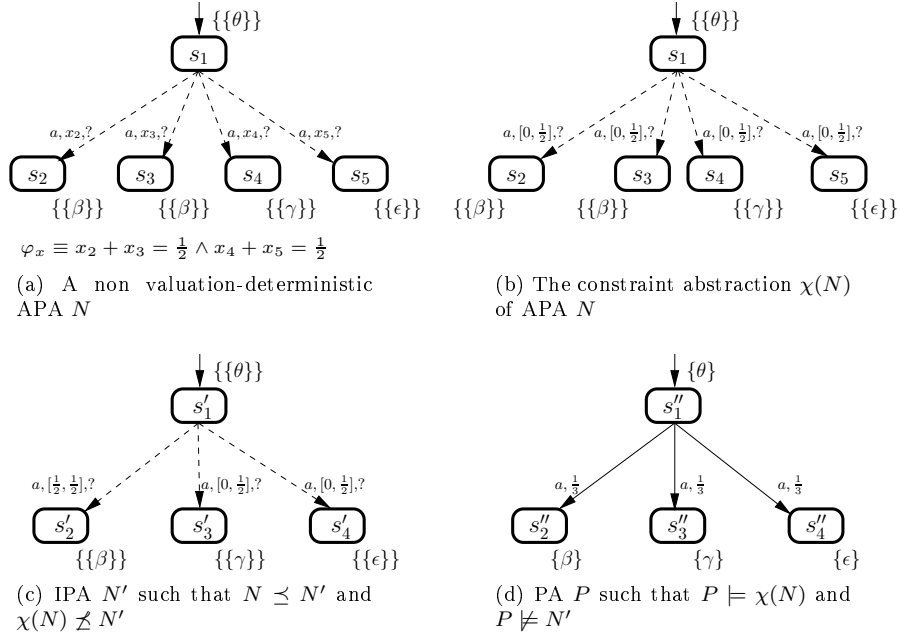 {{θ}} {{θ}}
s₁ s₁
a, x₂,? a, x₃,? a, x₄,? a, x₅,? a, [0, ½],? a, [0, ½],? a, [0, ½],? a, [0, ½],?
s₂ s₃ s₄ s₅ s₂ s₃ s₄ s₅
{{β}} {{β}} {{γ}} {{ϵ}} {{β}} {{β}} {{γ}} {{ϵ}}
φₓ ≡ x₂ + x₃ = ½ ∧ x₄ + x₅ = ½
(a) A non valuation-deterministic
APA N
(b) The constraint abstraction χ(N)
of APA N
{{θ}} {θ}
s′₁ s″₁
a, [½, ½],? a, [0, ½],? a, [0, ½],? a, ⅓ a, ⅓ a, ⅓
s′₂ s′₃ s′₄ s″₂ s″₃ s″₄
{{β}} {{γ}} {{ϵ}} {β} {γ} {ϵ}
(c) IPA N′ such that N ⪯ N′ and
χ(N) ⪯̸ N′
(d) PA P such that P ⊨ χ(N) and
P ⊭ N′